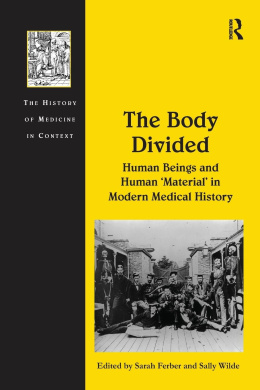 R
THE HISTORY
OF MEDICINE
IN CONTEXT
The Body
Divided
Human Beings and
Human ‘Material’ in
Modern Medical History
Edited by Sarah Ferber and Sally Wilde